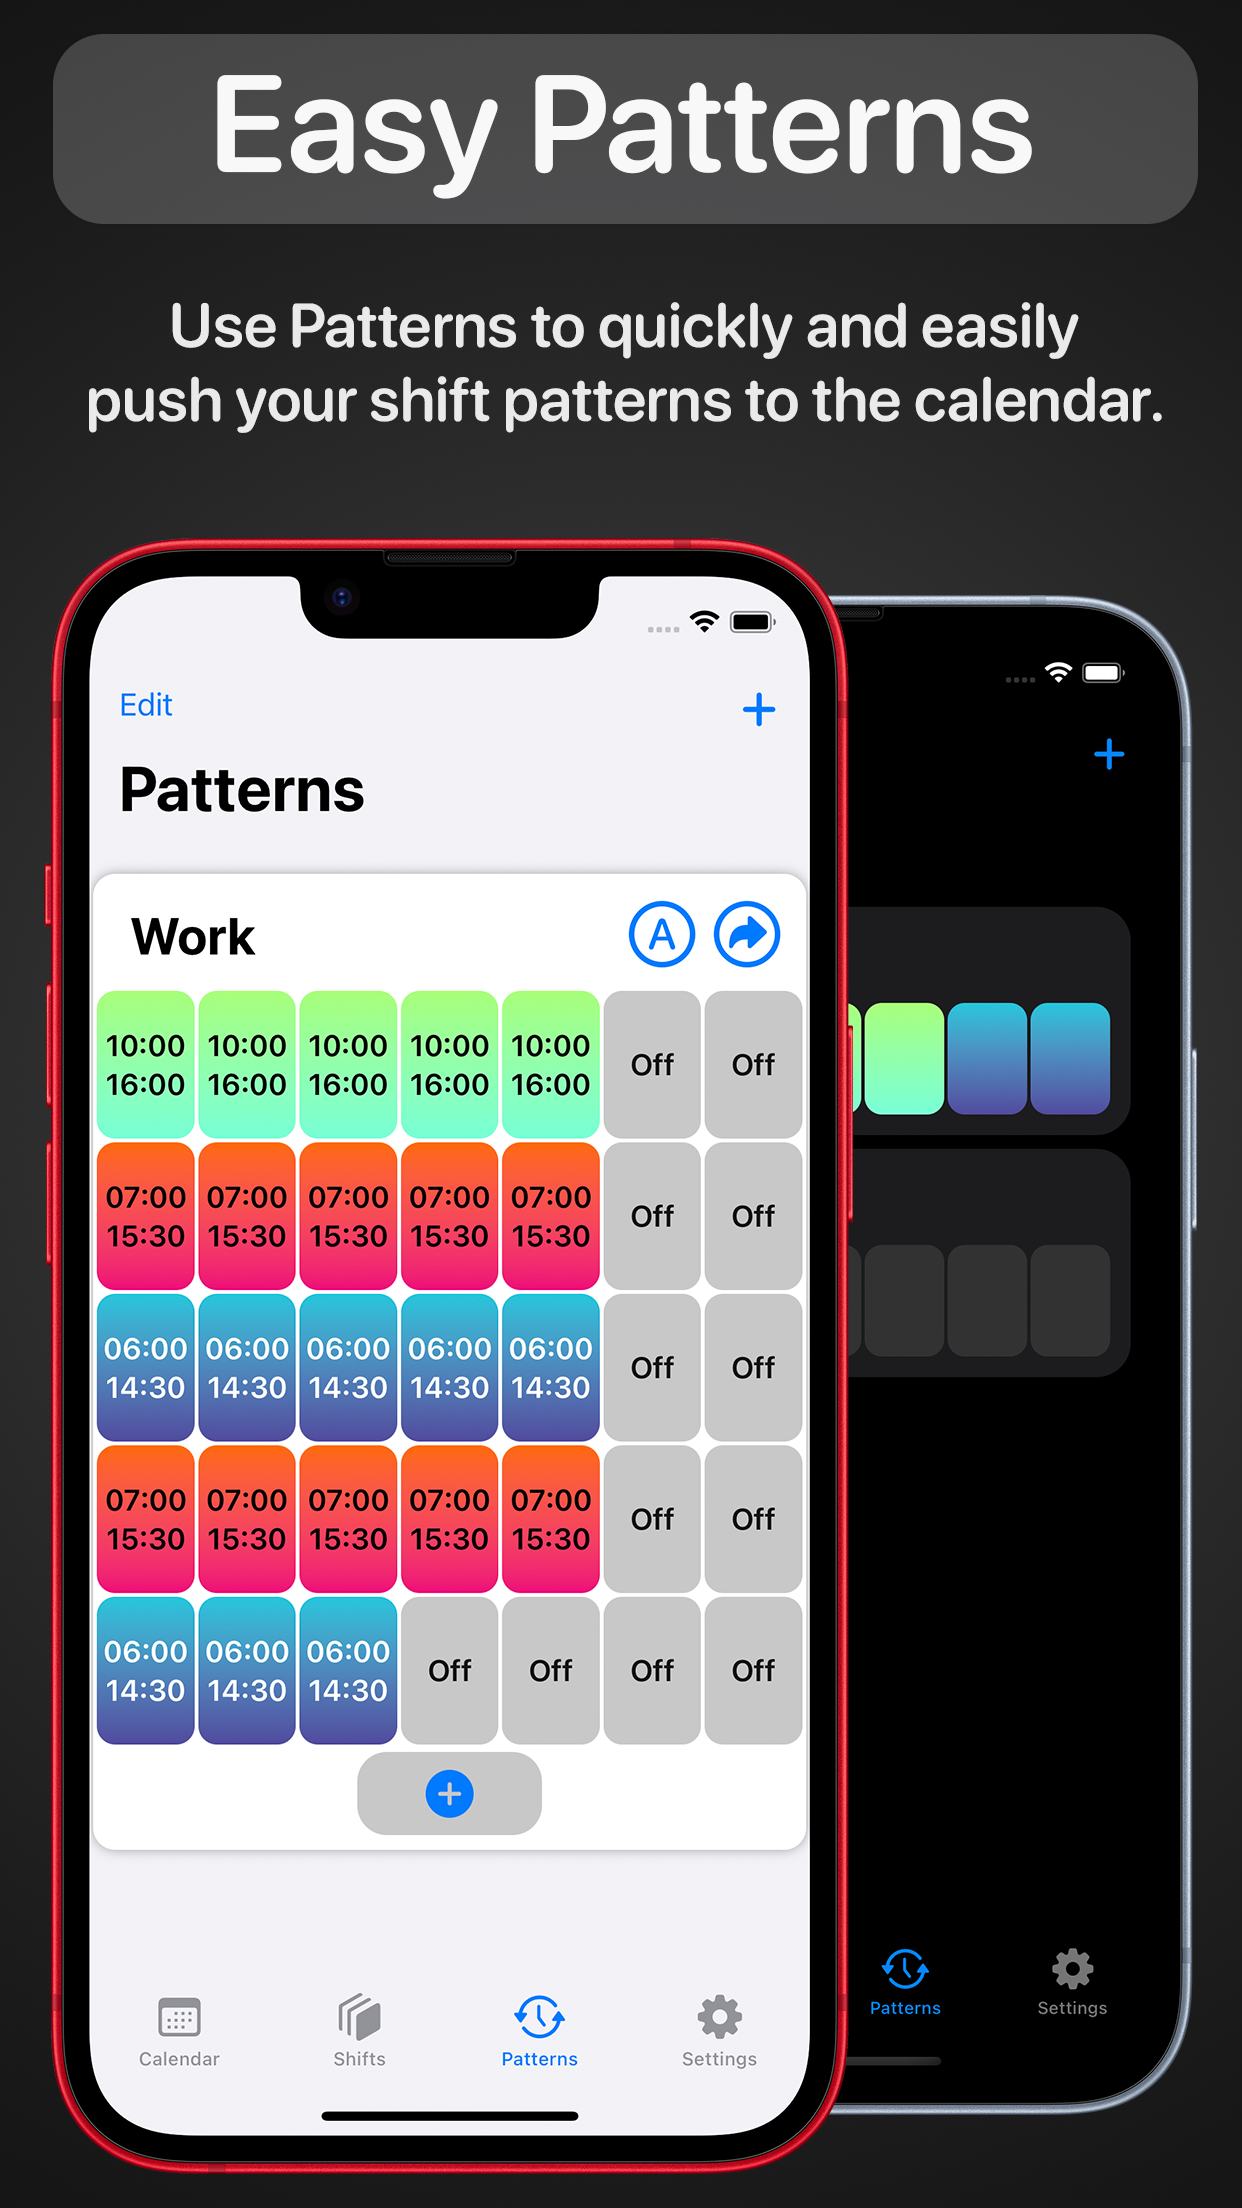 Easy Patterns
Use Patterns to quickly and easily
push your shift patterns to the calendar.
Edit
Patterns
Work
A
10:00 10:00 10:00 10:00 10:00 Off Off
16:00 16:00 16:00 16:00 16:00
07:00 07:00 07:00 07:00 07:00 Off Off
15:30 15:30 15:30 15:30 15:30
06:00 06:00 06:00 06:00 06:00 Off Off
14:30 14:30 14:30 14:30 14:30
07:00 07:00 07:00 07:00 07:00 Off Off
15:30 15:30 15:30 15:30 15:30
06:00 06:00 06:00 Off Off Off Off
14:30 14:30 14:30
Calendar Shifts Patterns Settings
Patterns Settings